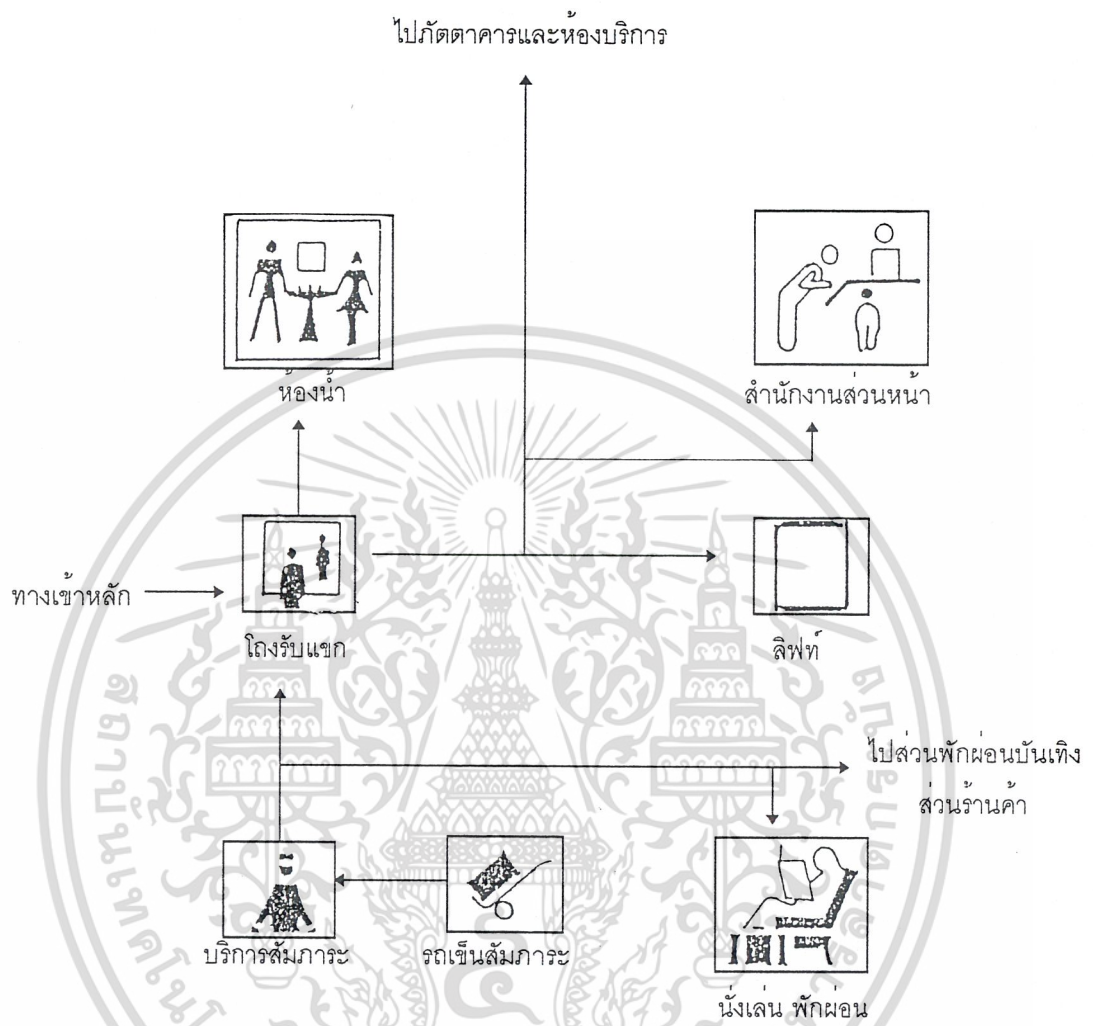 ไปภัตตาคารและห้องบริการ
ห้องน้ำ
สำนักงานส่วนหน้า
ทางเข้าหลัก
โถงรับแขก
ลิฟท์
ไปส่วนพักผ่อนบันเทิง
ส่วนร้านค้า
บริการสัมภาระ
รถเข็นสัมภาระ
นั่งเล่น พักผ่อน